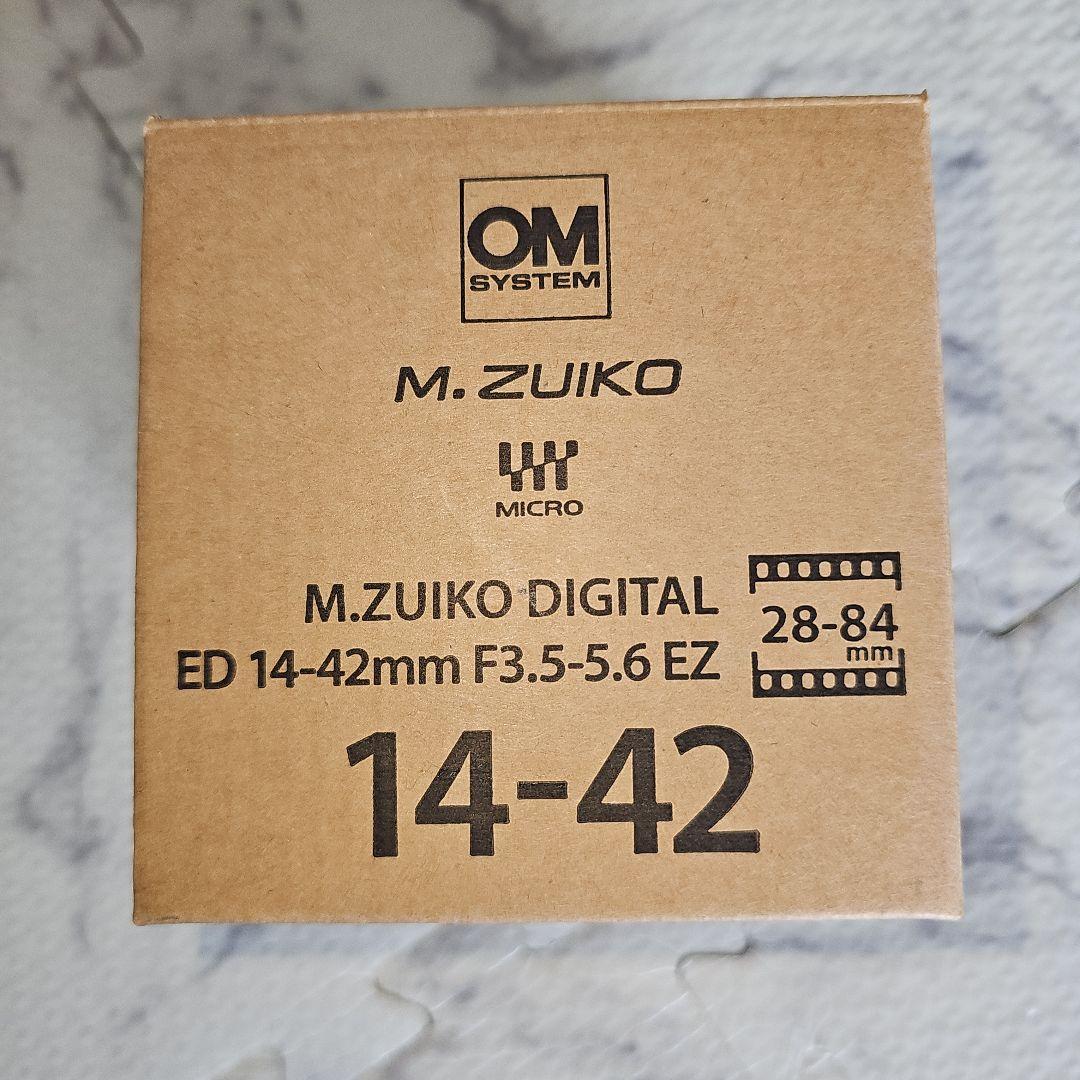 OM
SYSTEM
M.ZUIKO
MICRO
M.ZUIKO DIGITAL
ED 14-42mm F3.5-5.6 EZ
28-84
mm
14-42